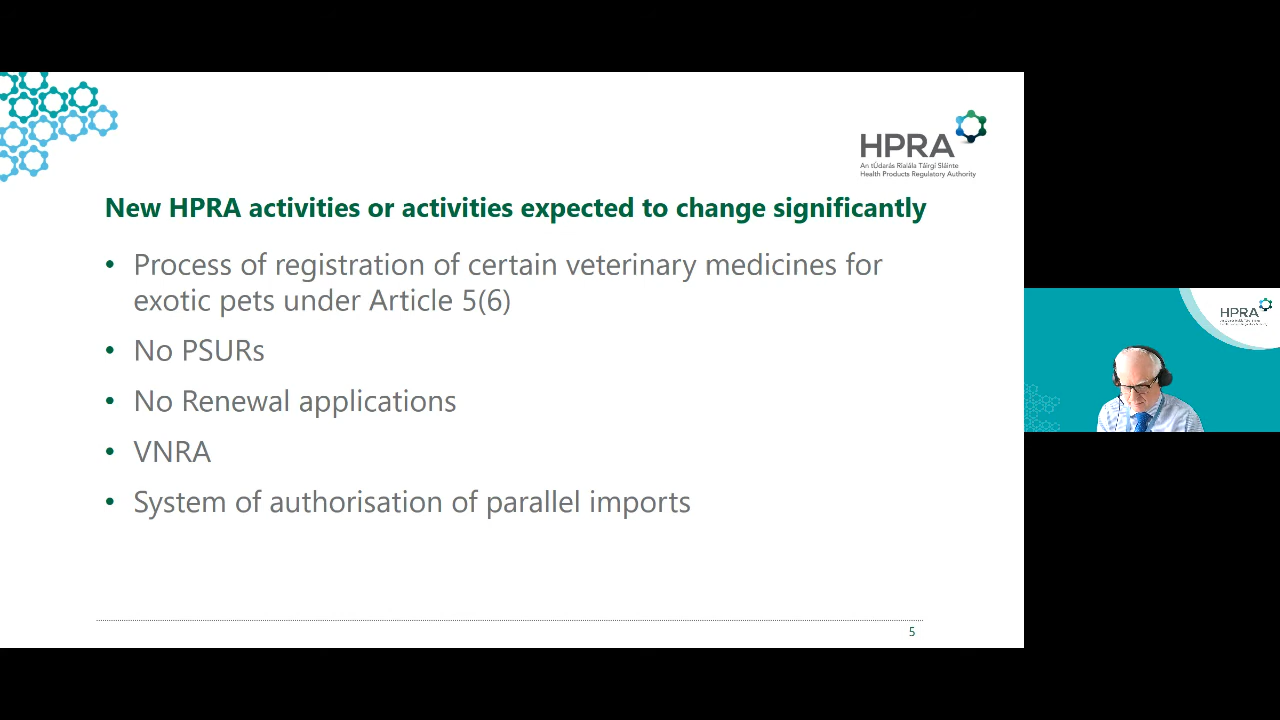 HPRA
An tÚdarás Rialála Táirgí Sláinte
Health Products Regulatory Authority
New HPRA activities or activities expected to change significantly
• Process of registration of certain veterinary medicines for
exotic pets under Article 5(6)
• No PSURs
• No Renewal applications
• VNRA
• System of authorisation of parallel imports
5
HPRA